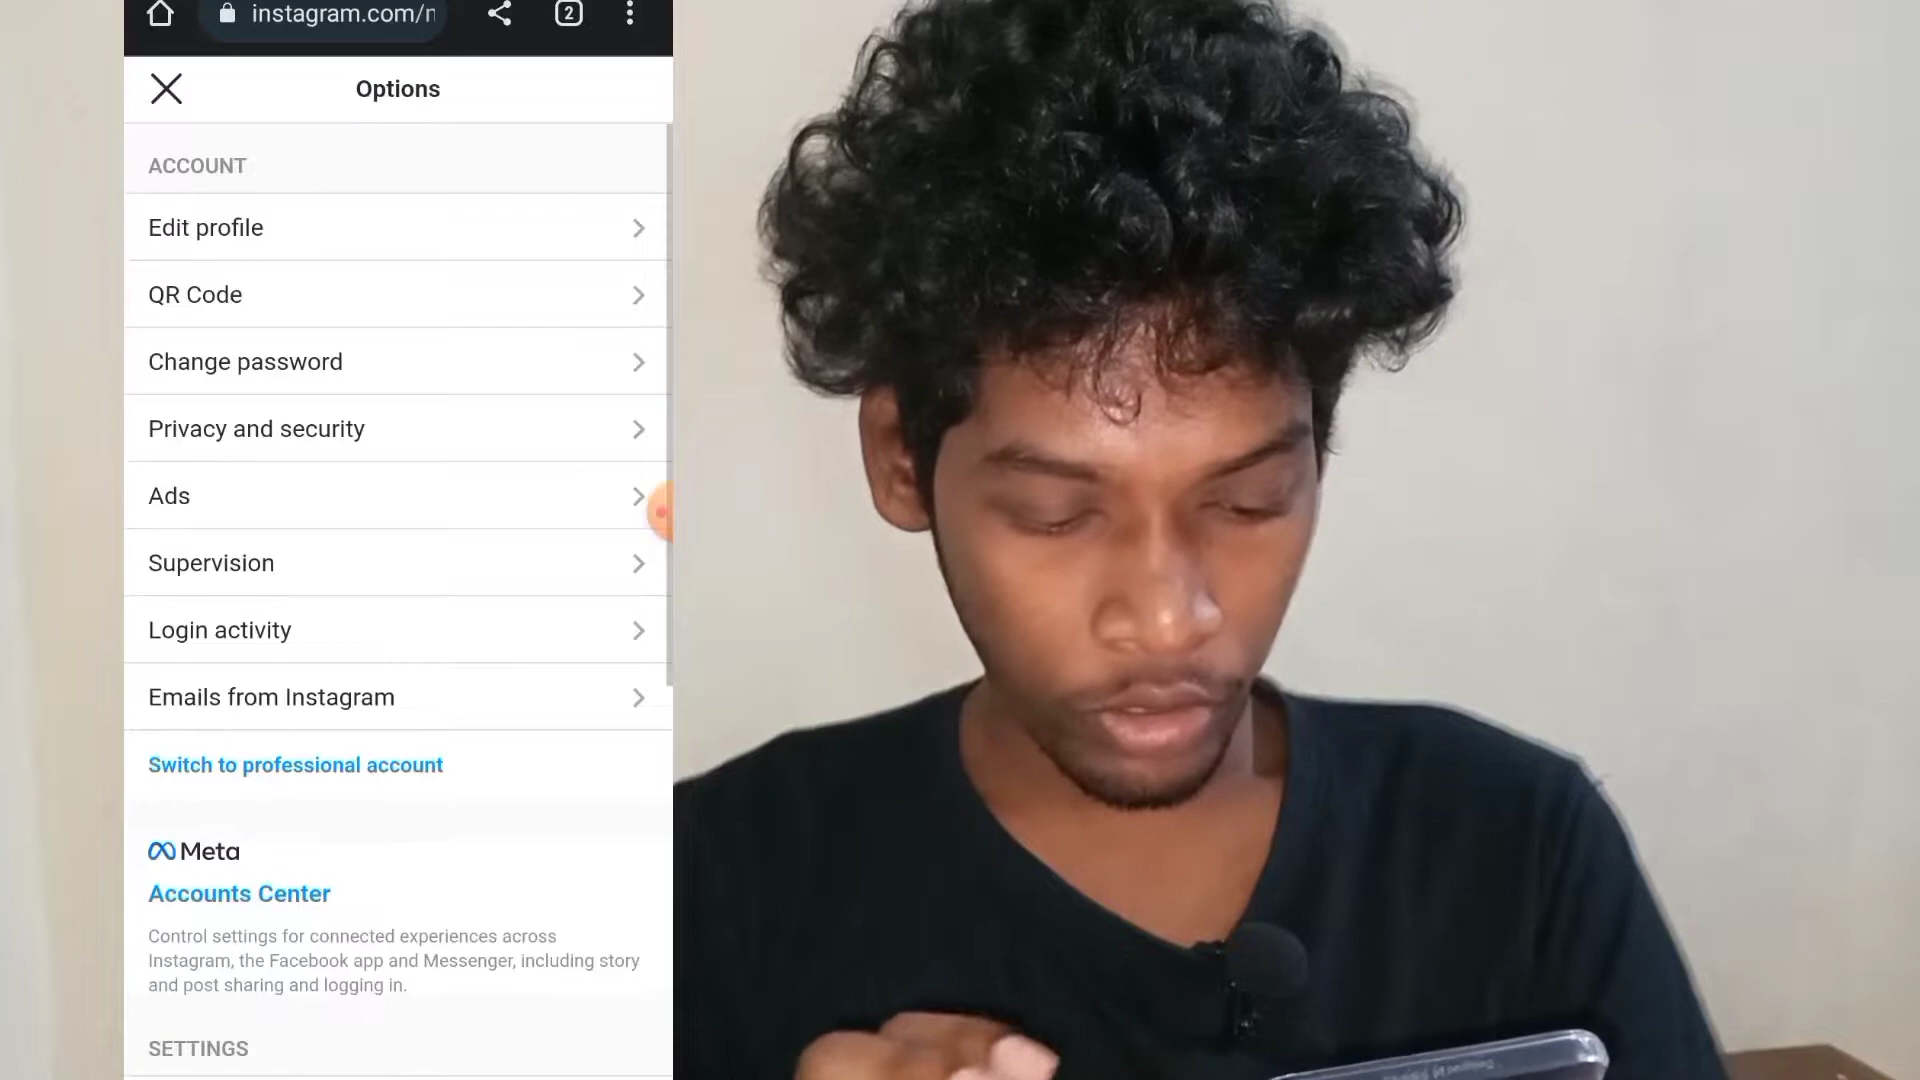 instagram.com/r
2
Options
ACCOUNT
Edit profile
QR Code
Change password
Privacy and security
Ads
Supervision
Login activity
Emails from Instagram
Switch to professional account
Meta
Accounts Center
Control settings for connected experiences across
Instagram, the Facebook app and Messenger, including story
and post sharing and logging in.
SETTINGS